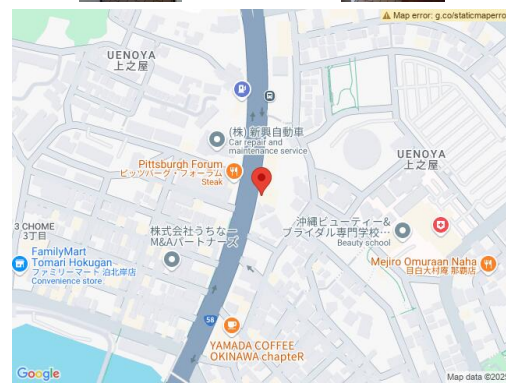 Map error: g.co/staticmaperro
UENOYA
上之屋
(株)新興自動車
Car repair and
maintenance service
Pittsburgh Forum
ピッツバーグ・フォーラム
Steak
UENOYA
上之屋
3 CHOME
3丁目
株式会社うちなー
M&Aパートナーズ
沖縄ビューティー&
ブライダル専門学校…
Beauty school
FamilyMart
Tomari Hokugan
ファミリーマート 泊北岸店
Convenience store
Mejiro Omuraan Naha
目白大村庵 那覇店
58
YAMADA COFFEE
OKINAWA chapteR
Google
Map data ©2025